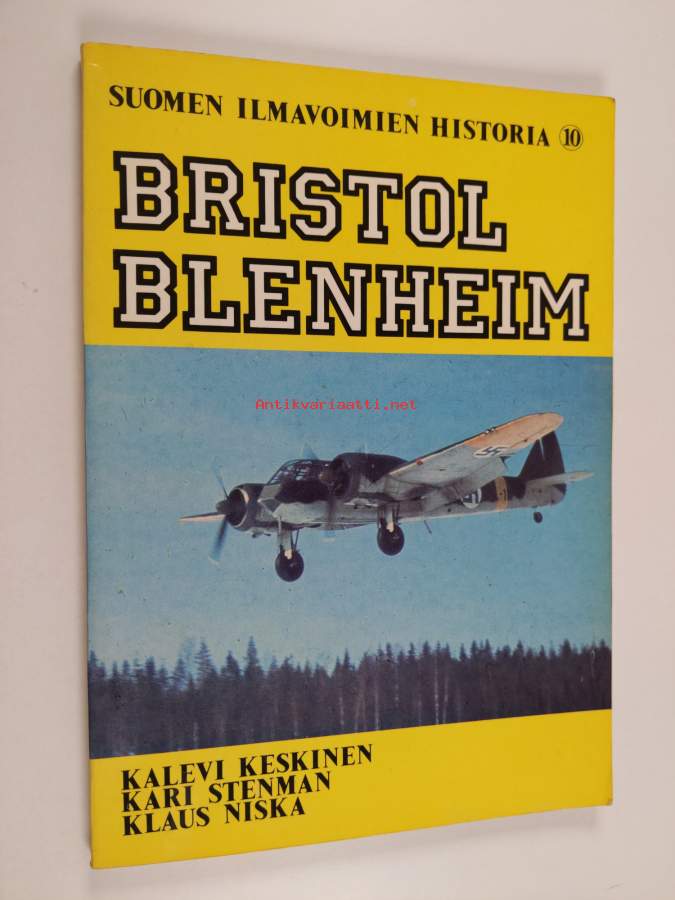 SUOMEN ILMAVOIMIEN HISTORIA 10
BRISTOL
BLENHEIM
Antikvariaatti.net
KALEVI KESKINEN
KARI STENMAN
KLAUS NISKA